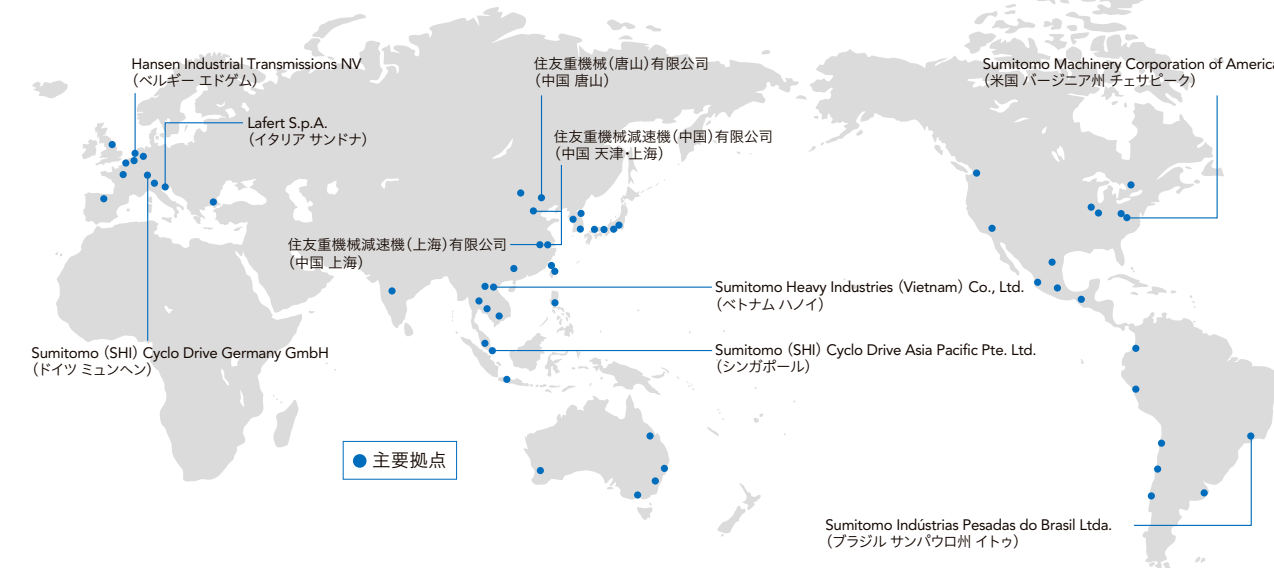 Hansen Industrial Transmissions NV
（ベルギー エドゲム）
Lafert S.p.A.
（イタリア サンドナ）
住友重機械（唐山）有限公司
（中国 唐山）
住友重機械減速機（中国）有限公司
（中国 天津・上海）
住友重機械減速機（上海）有限公司
（中国 上海）
Sumitomo Machinery Corporation of America
（米国 バージニア州 チェサピーク）
Sumitomo Heavy Industries （Vietnam） Co., Ltd.
（ベトナム ハノイ）
Sumitomo （SHI） Cyclo Drive Germany GmbH
（ドイツ ミュンヘン）
Sumitomo （SHI） Cyclo Drive Asia Pacific Pte. Ltd.
（シンガポール）
主要拠点
Sumitomo Indústrias Pesadas do Brasil Ltda.
（ブラジル サンパウロ州 イトゥ）